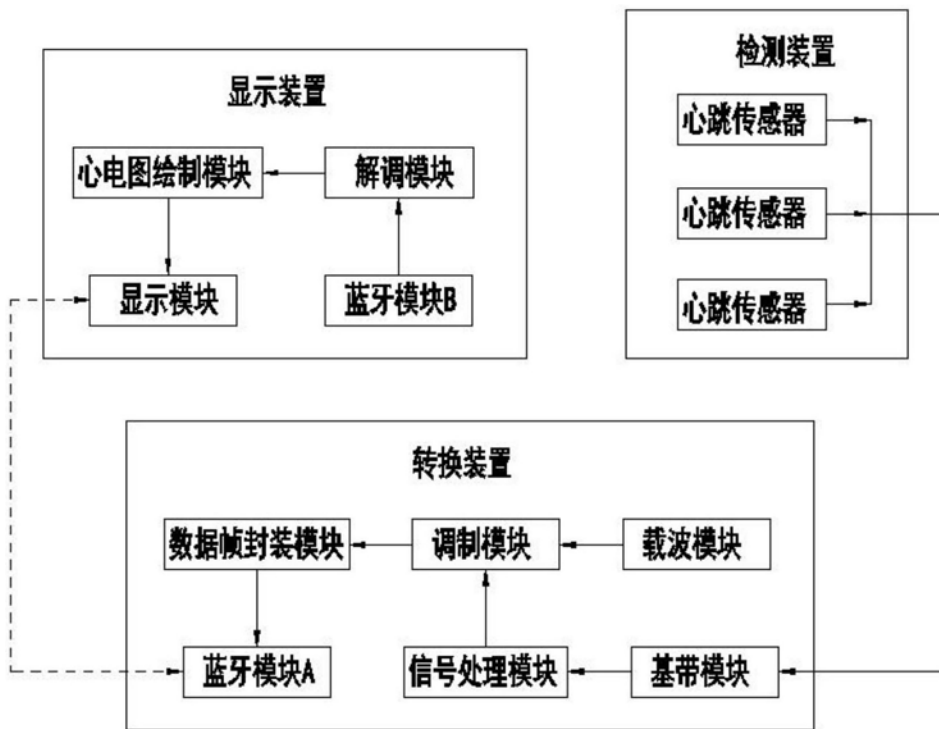 显示装置
心电图绘制模块
解调模块
显示模块
蓝牙模块B
检测装置
心跳传感器
心跳传感器
心跳传感器
转换装置
数据帧封装模块
调制模块
载波模块
蓝牙模块A
信号处理模块
基带模块